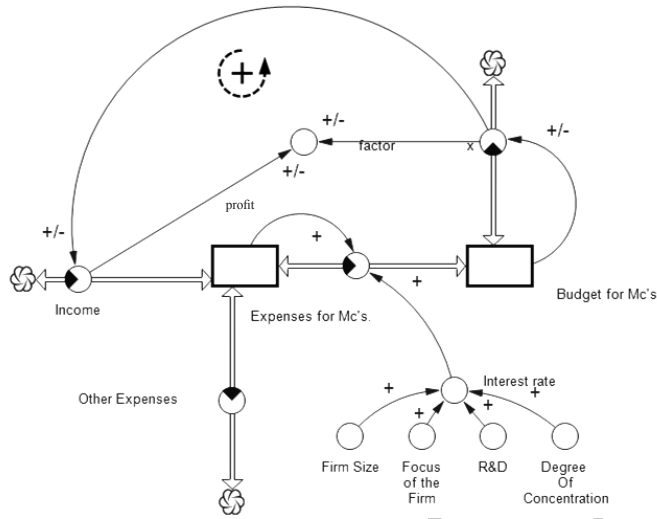 +
+/-
+/-
factor
x
+/-
profit
+/-
+
Income
Expenses for Mc's.
+
Budget for Mc's
Other Expenses
Interest rate
+
+
+
+
Firm Size
Focus
of the
Firm
R&D
Degree
Of
Concentration